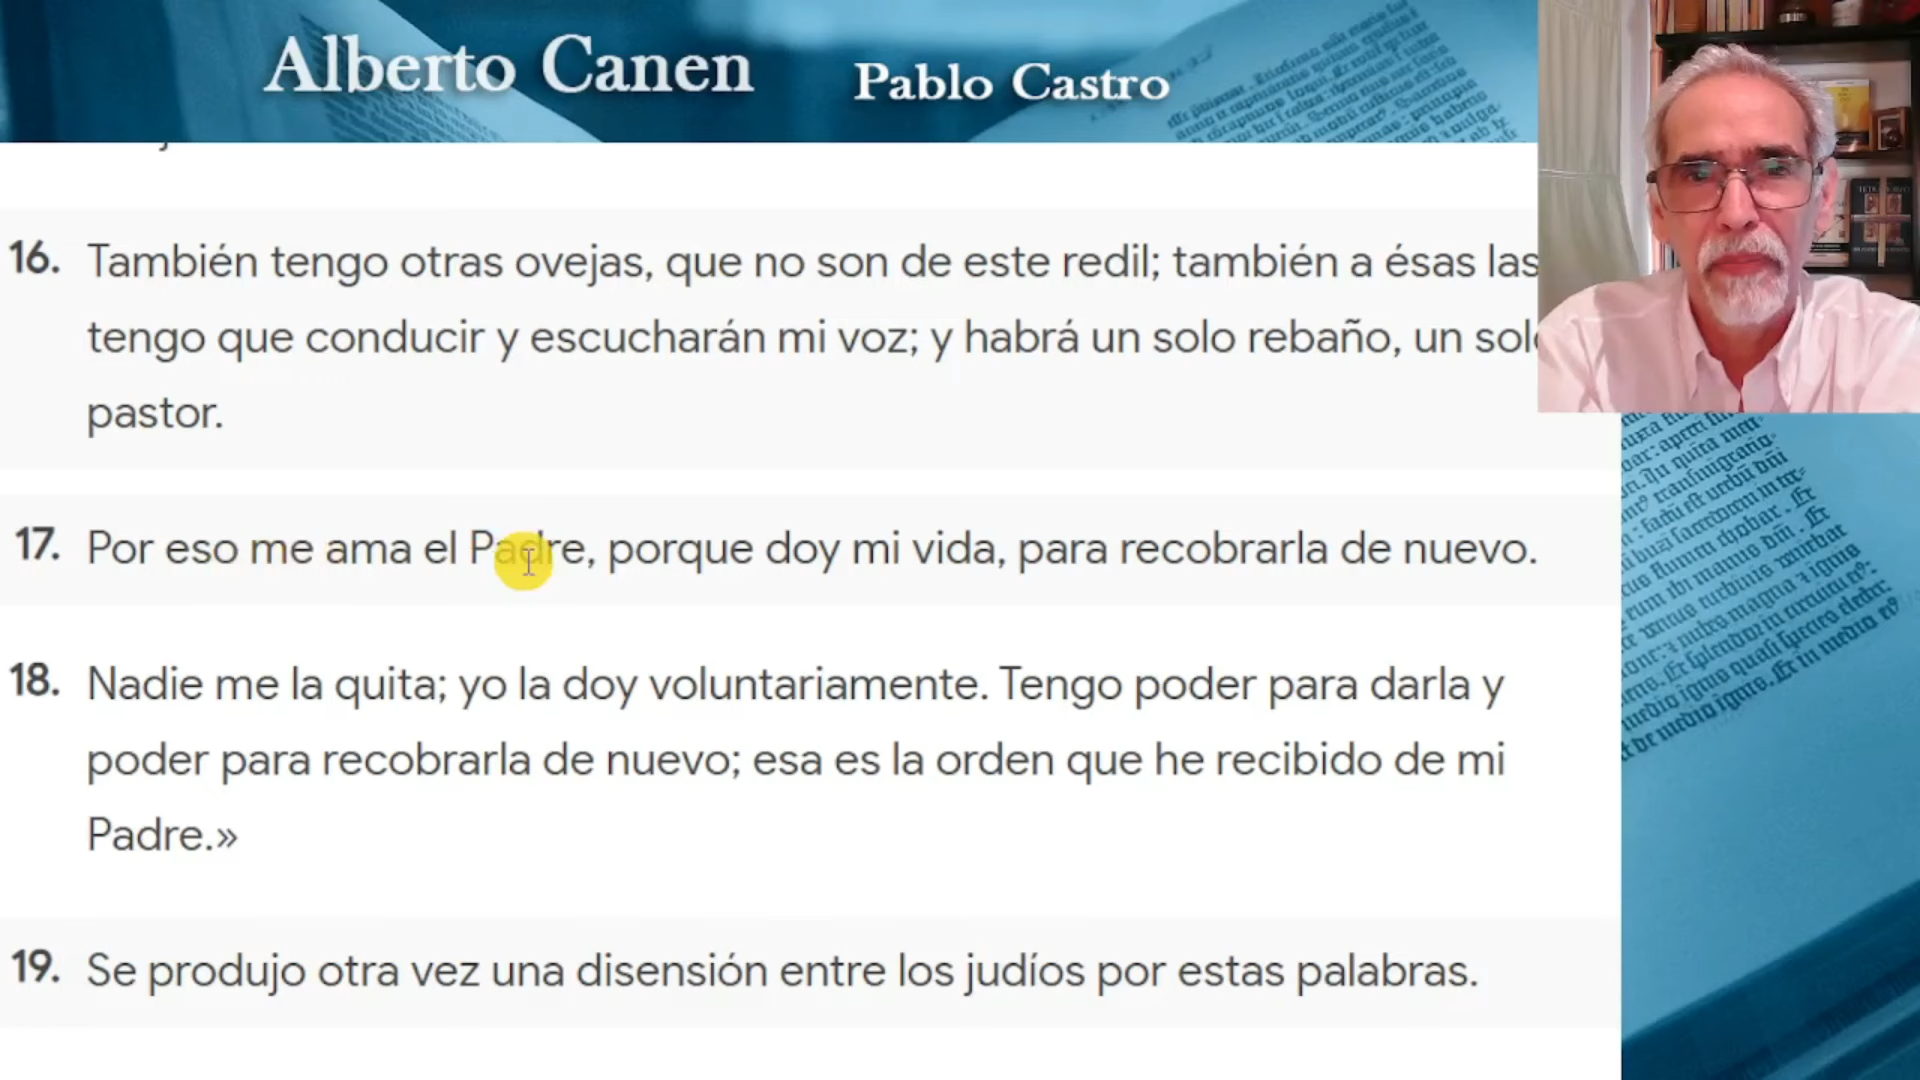 Alberto Canen
Pablo Castro
16. También tengo otras ovejas, que no son de este redil; también a ésas las
tengo que conducir y escucharán mi voz; y habrá un solo rebaño, un solo
pastor.
17. Por eso me ama el Padre, porque doy mi vida, para recobrarla de nuevo.
18. Nadie me la quita; yo la doy voluntariamente. Tengo poder para darla y
poder para recobrarla de nuevo; esa es la orden que he recibido de mi
Padre.»
19. Se produjo otra vez una disensión entre los judíos por estas palabras.